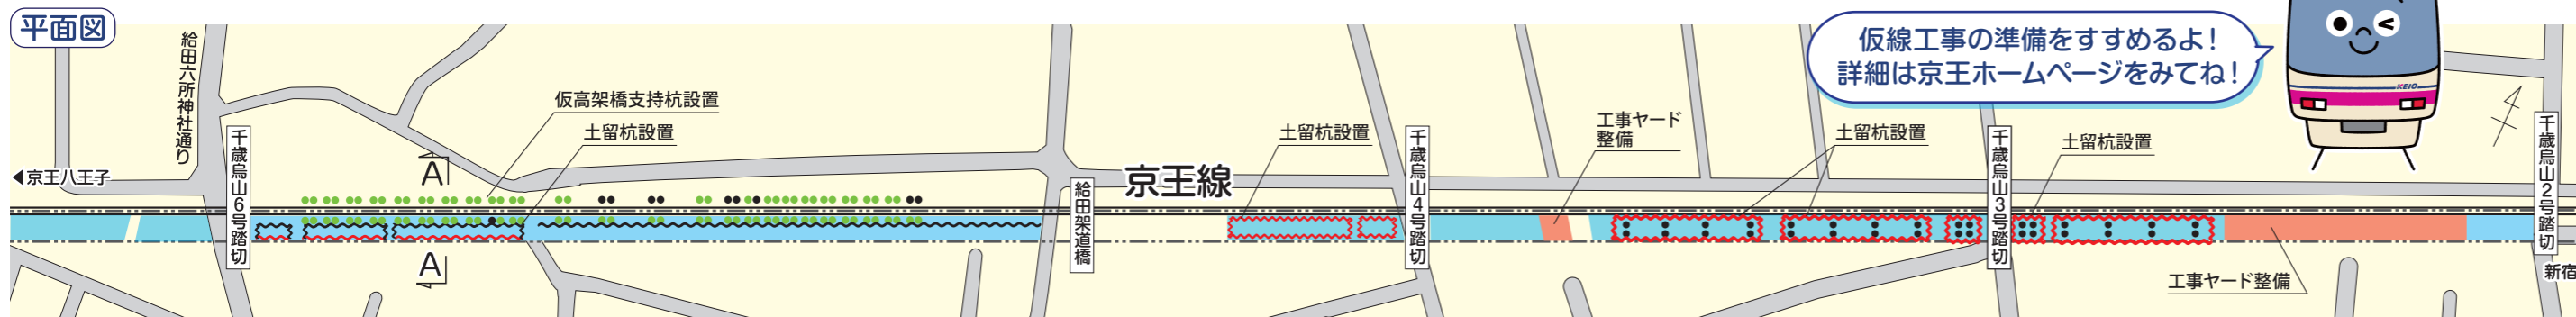 平面図
給田六所神社通り
仮線工事の準備をすすめるよ!
詳細は京王ホームページをみてね!
KEIO
仮高架橋支持杭設置
土留杭設置
土留杭設置
工事ヤード
整備
土留杭設置
土留杭設置
千歳烏山6号踏切
A
京王八王子
京王線
給田架道橋
千歳烏山4号踏切
千歳烏山3号踏切
千歳烏山2号踏切
A
工事ヤード整備
新宿